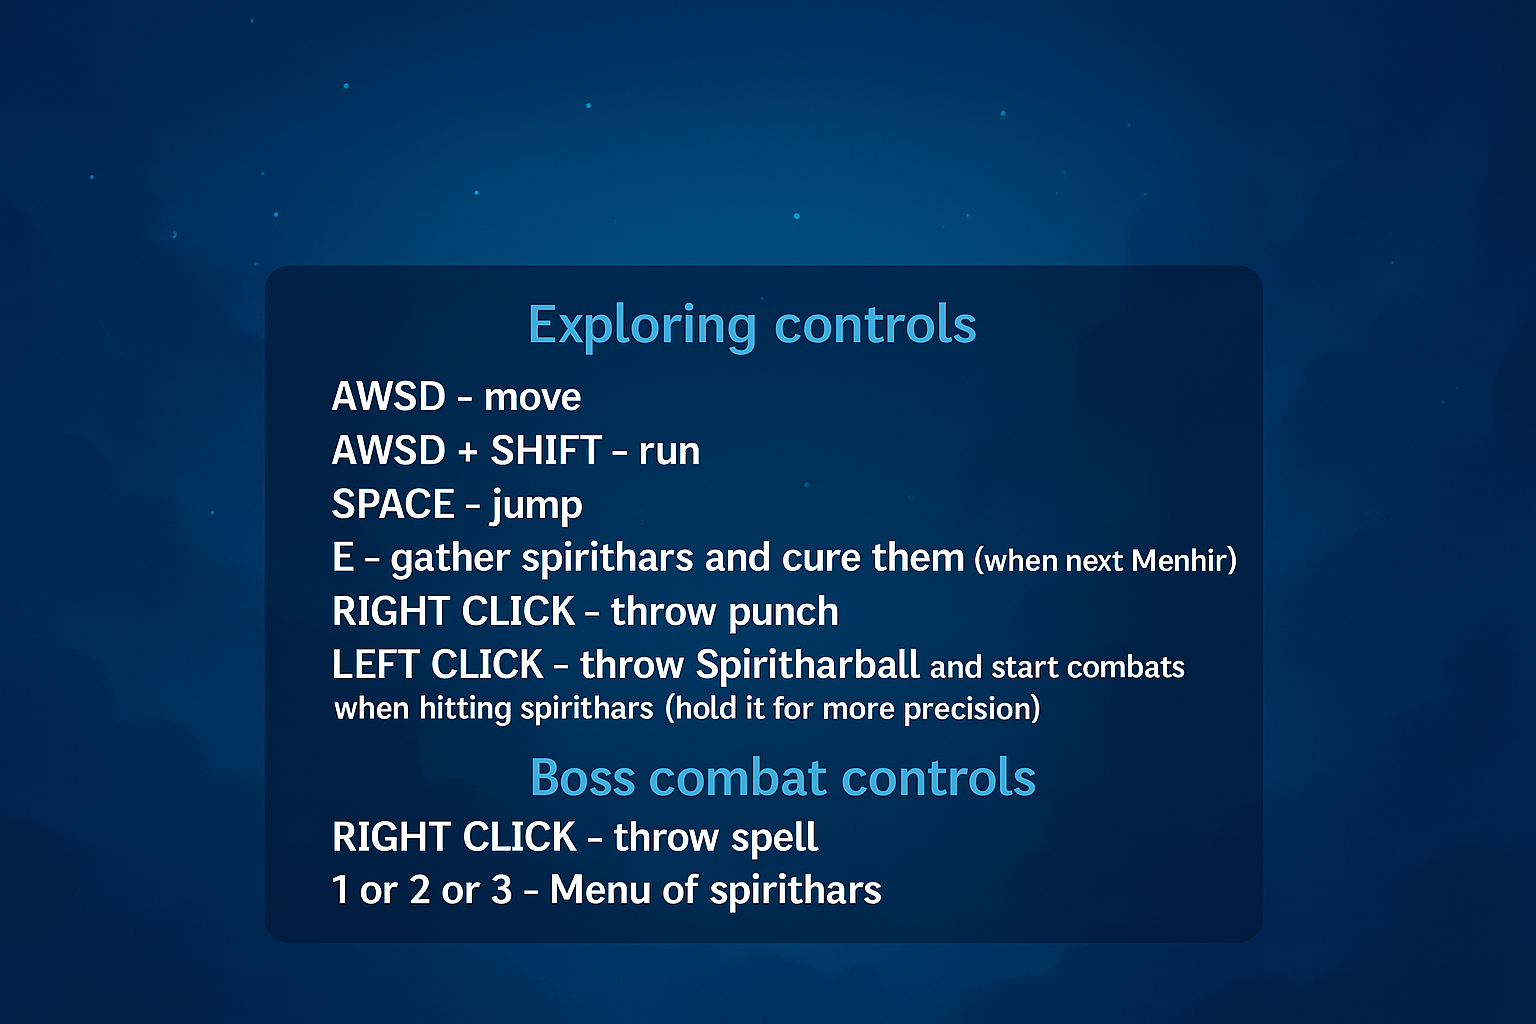 Exploring controls
AWSD - move
AWSD + SHIFT - run
SPACE - jump
E - gather spirithars and cure them (when next Menhir)
RIGHT CLICK - throw punch
LEFT CLICK - throw Spiritharball and start combats
when hitting spirithars (hold it for more precision)
Boss combat controls
RIGHT CLICK - throw spell
1 or 2 or 3 - Menu of spirithars